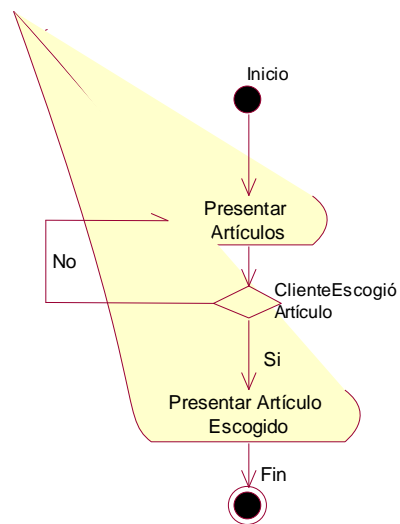 Inicio
Presentar
Artículos
No
ClienteEscogió
Artículo
Si
Presentar Artículo
Escogido
Fin